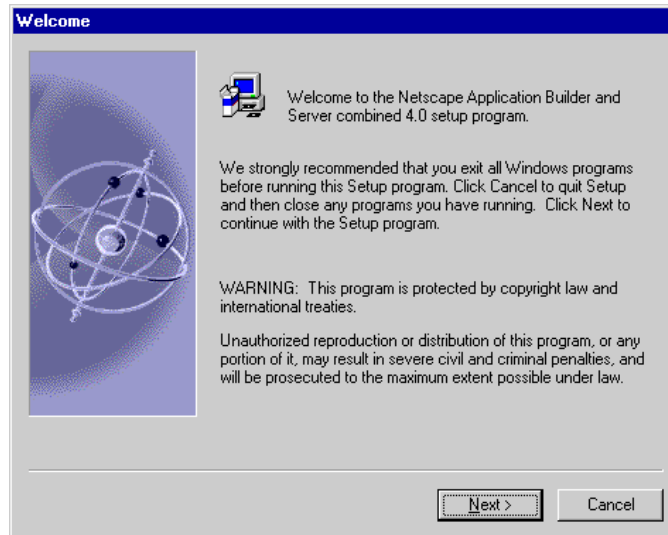 Welcome
Welcome to the Netscape Application Builder and
Server combined 4.0 setup program.
We strongly recommended that you exit all Windows programs
before running this Setup program. Click Cancel to quit Setup
and then close any programs you have running. Click Next to
continue with the Setup program.
WARNING: This program is protected by copyright law and
international treaties.
Unauthorized reproduction or distribution of this program, or any
portion of it, may result in severe civil and criminal penalties, and
will be prosecuted to the maximum extent possible under law.
Next >
Cancel